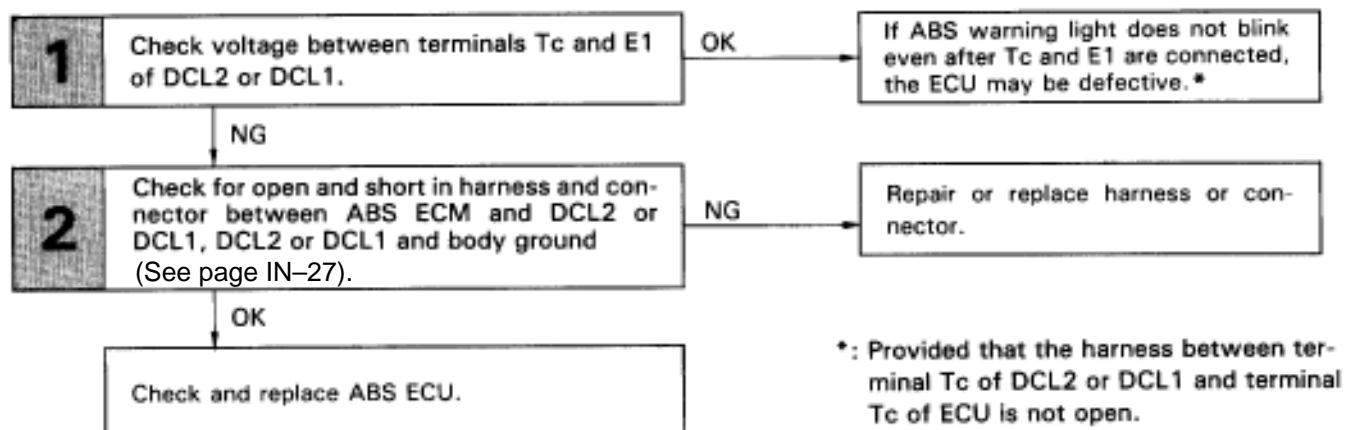 1
Check voltage between terminals Tc and E1
of DCL2 or DCL1.
OK
If ABS warning light does not blink
even after Tc and E1 are connected,
the ECU may be defective.*
NG
2
Check for open and short in harness and con-
nector between ABS ECM and DCL2 or
DCL1, DCL2 or DCL1 and body ground
(See page IN–27).
NG
Repair or replace harness or con-
nector.
OK
Check and replace ABS ECU.
*: Provided that the harness between ter-
minal Tc of DCL2 or DCL1 and terminal
Tc of ECU is not open.